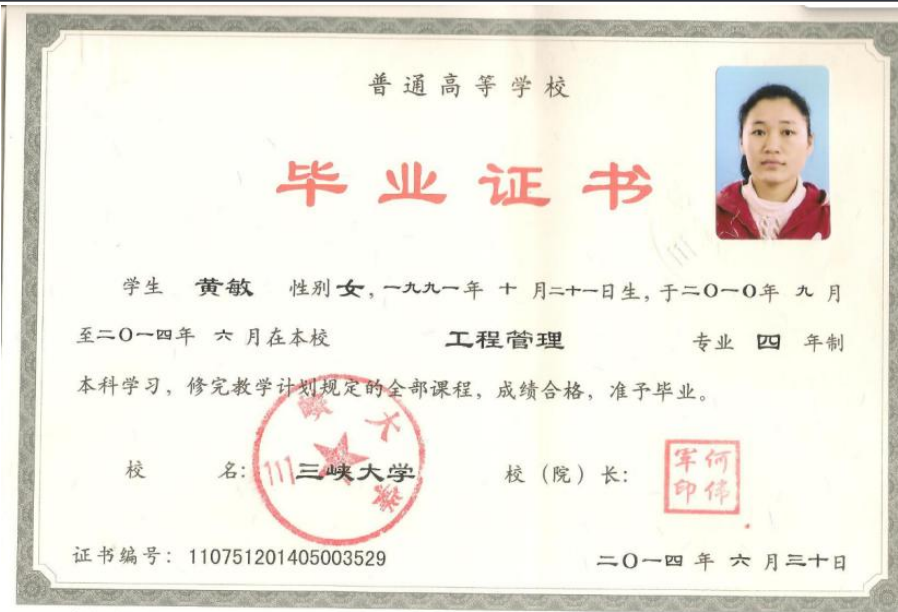 普通高等学校
毕业证书
学生 黄敏 性别 女，一九九一年 十 月二十一日生，于二〇一〇年 九 月
至二〇一四年 六 月在本校 工程管理 专业 四 年制
本科学习，修完教学计划规定的全部课程，成绩合格，准予毕业。
校 名：三峡大学 校（院）长：
三峡大学
何伟军印
证书编号：110751201405003529 二〇一四 年 六 月三十日